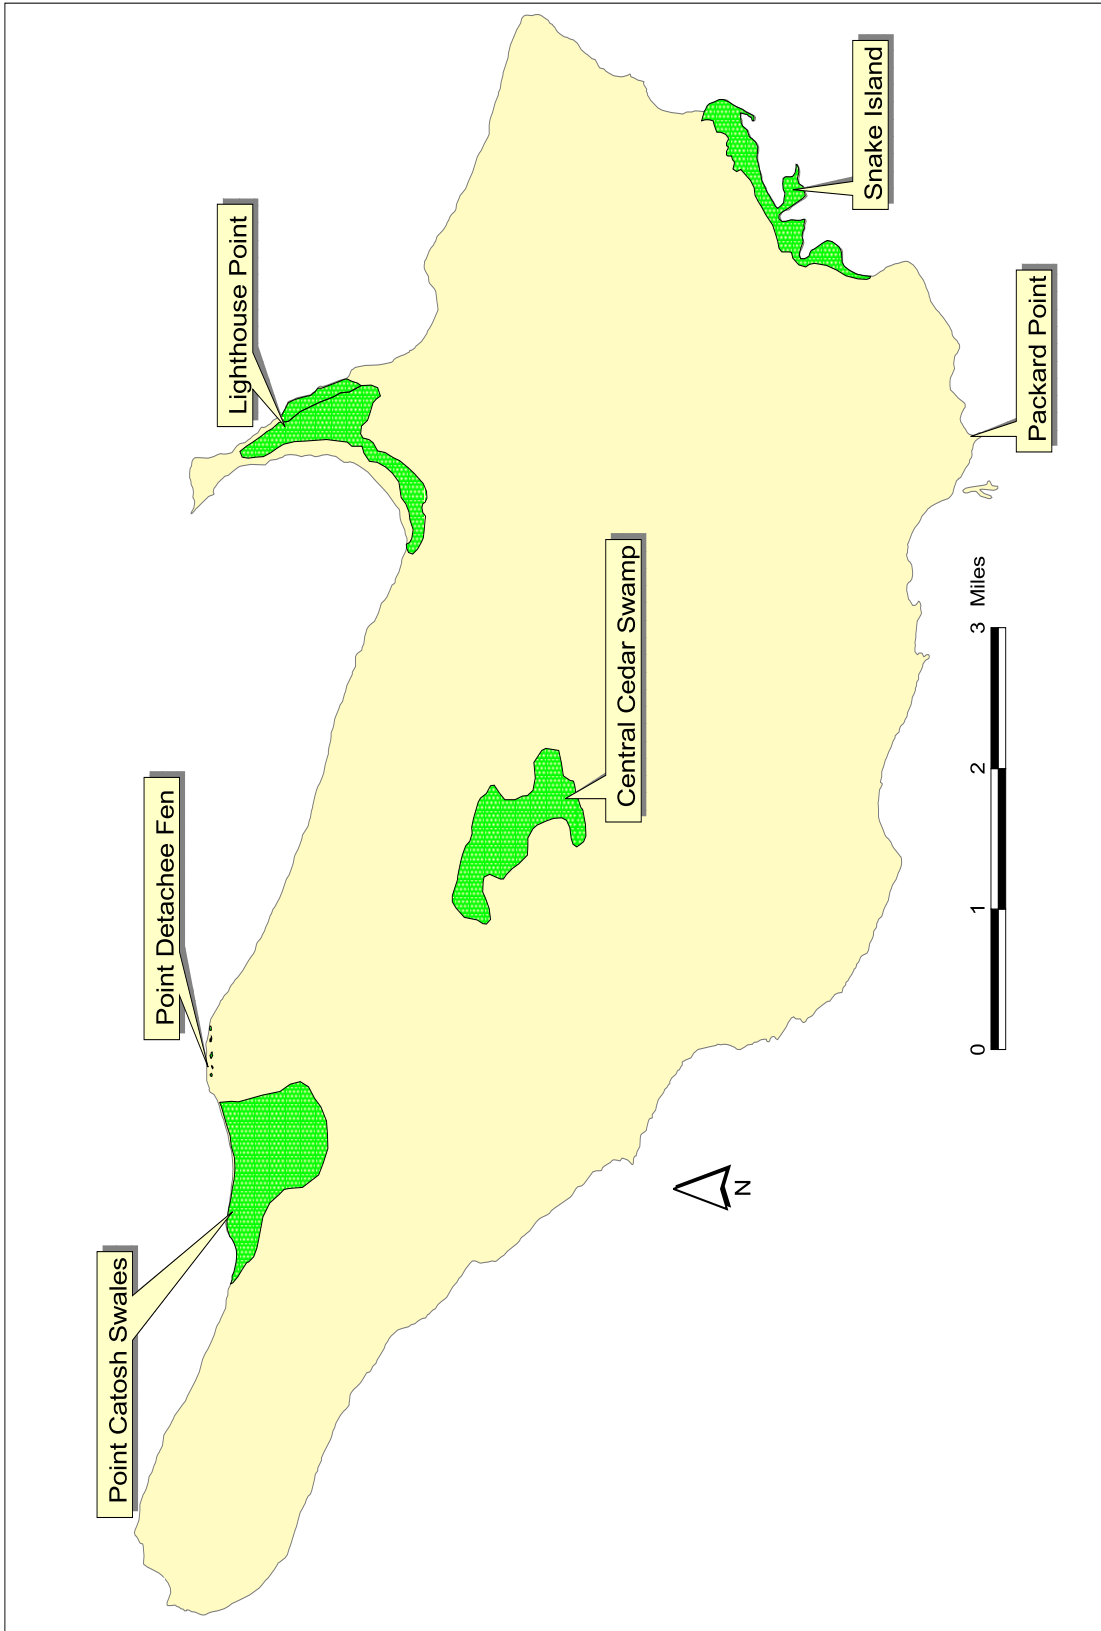 Point Catosh Swales
Point Detachee Fen
Lighthouse Point
Central Cedar Swamp
Snake Island
Packard Point
N
0 1 2 3 Miles